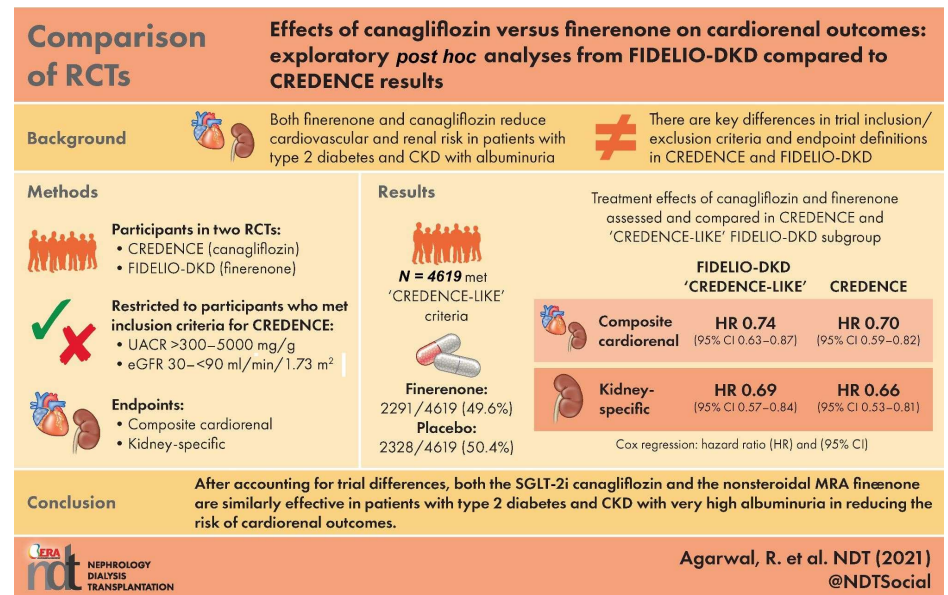 Comparison
of RCTs
Effects of canagliflozin versus finerenone on cardiorenal outcomes:
exploratory post hoc analyses from FIDELIO-DKD compared to
CREDENCE results
Background
Both finerenone and canagliflozin reduce
cardiovascular and renal risk in patients with
type 2 diabetes and CKD with albuminuria
≠
There are key differences in trial inclusion/
exclusion criteria and endpoint definitions
in CREDENCE and FIDELIO-DKD
Methods
Participants in two RCTs:
• CREDENCE (canagliflozin)
• FIDELIO-DKD (finerenone)
Restricted to participants who met
inclusion criteria for CREDENCE:
• UACR >300–5000 mg/g
• eGFR 30–<90 ml/min/1.73 m²
Endpoints:
• Composite cardiorenal
• Kidney-specific
Results
N = 4619 met
‘CREDENCE-LIKE’
criteria
Finerenone:
2291/4619 (49.6%)
Placebo:
2328/4619 (50.4%)
Treatment effects of canagliflozin and finerenone
assessed and compared in CREDENCE and
‘CREDENCE-LIKE’ FIDELIO-DKD subgroup
FIDELIO-DKD
‘CREDENCE-LIKE’ CREDENCE
Composite
cardiorenal
HR 0.74 HR 0.70
(95% CI 0.63–0.87) (95% CI 0.59–0.82)
Kidney-
specific
HR 0.69 HR 0.66
(95% CI 0.57–0.84) (95% CI 0.53–0.81)
Cox regression: hazard ratio (HR) and (95% CI)
Conclusion
After accounting for trial differences, both the SGLT-2i canagliflozin and the nonsteroidal MRA fineænone
are similarly effective in patients with type 2 diabetes and CKD with very high albuminuria in reducing the
risk of cardiorenal outcomes.
ERA
ndt
NEPHROLOGY
DIALYSIS
TRANSPLANTATION
Agarwal, R. et al. NDT (2021)
@NDTSocial